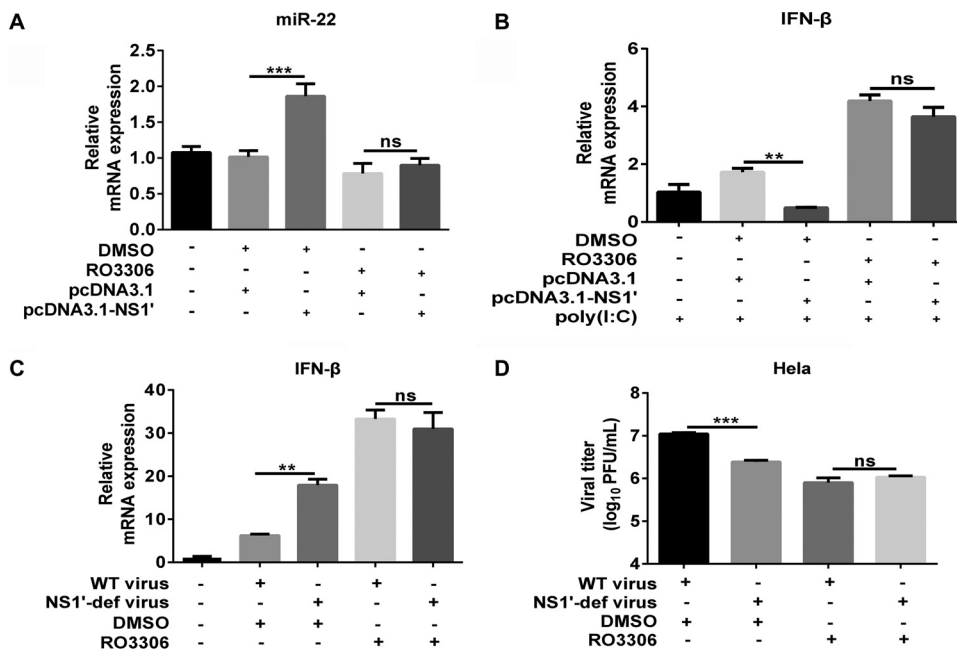 A
miR-22
Relative
mRNA expression
2.5
2.0
1.5
1.0
0.5
0.0
***
ns
DMSO - + + - -
RO3306 - - - + +
pcDNA3.1 - + - + -
pcDNA3.1-NS1' - - + - +
B
IFN-β
Relative
mRNA expression
6
4
2
0
**
ns
DMSO - + + - -
RO3306 - - - + +
pcDNA3.1 - + - + -
pcDNA3.1-NS1' - - + - +
poly(I:C) + + + + +
C
IFN-β
Relative
mRNA expression
40
30
20
10
0
**
ns
WT virus - + - + -
NS1'-def virus - - + - +
DMSO - + + - -
RO3306 - - - + +
D
Hela
Viral titer
(log10 PFU/mL)
8
7
6
5
4
***
ns
WT virus + - + -
NS1'-def virus - + - +
DMSO + + - -
RO3306 - - + +